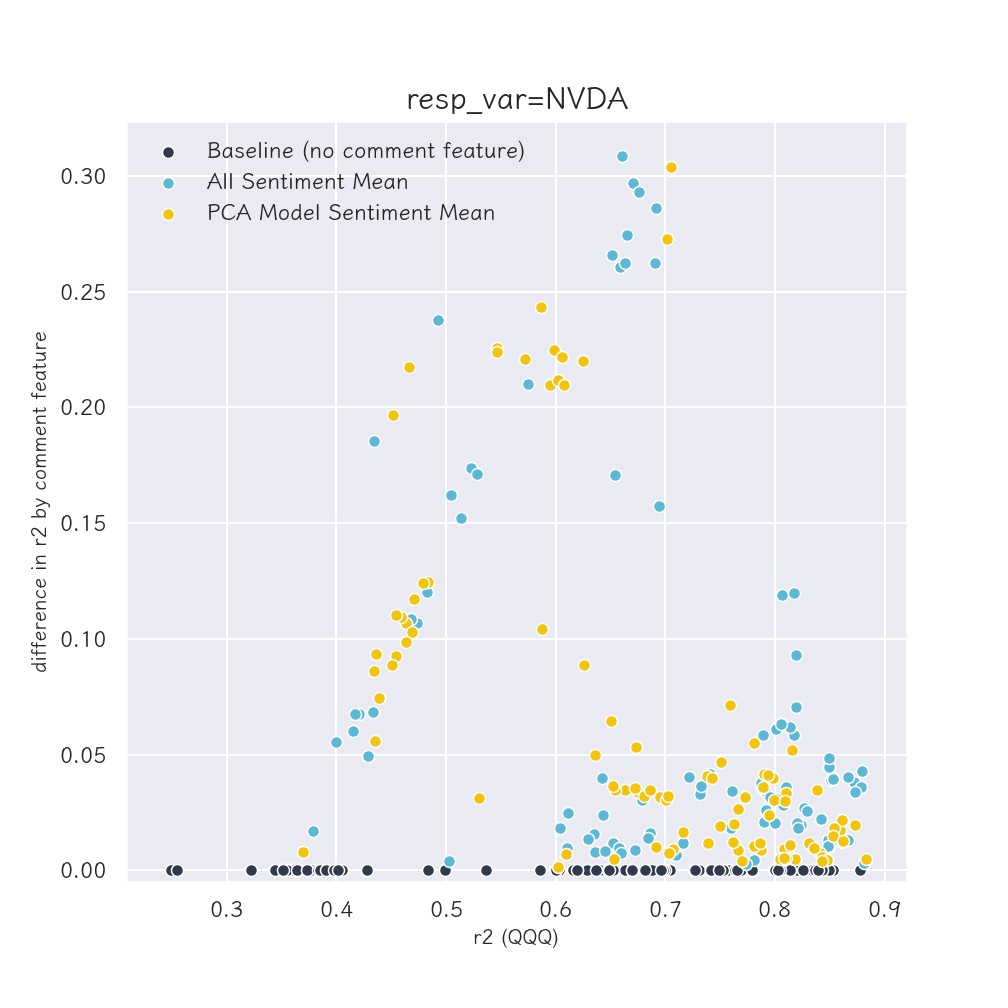 resp_var=NVDA
Baseline (no comment feature)
All Sentiment Mean
PCA Model Sentiment Mean
0.30
0.25
0.20
0.15
0.10
0.05
0.00
difference in r2 by comment feature
0.3 0.4 0.5 0.6 0.7 0.8 0.9
r2 (QQQ)